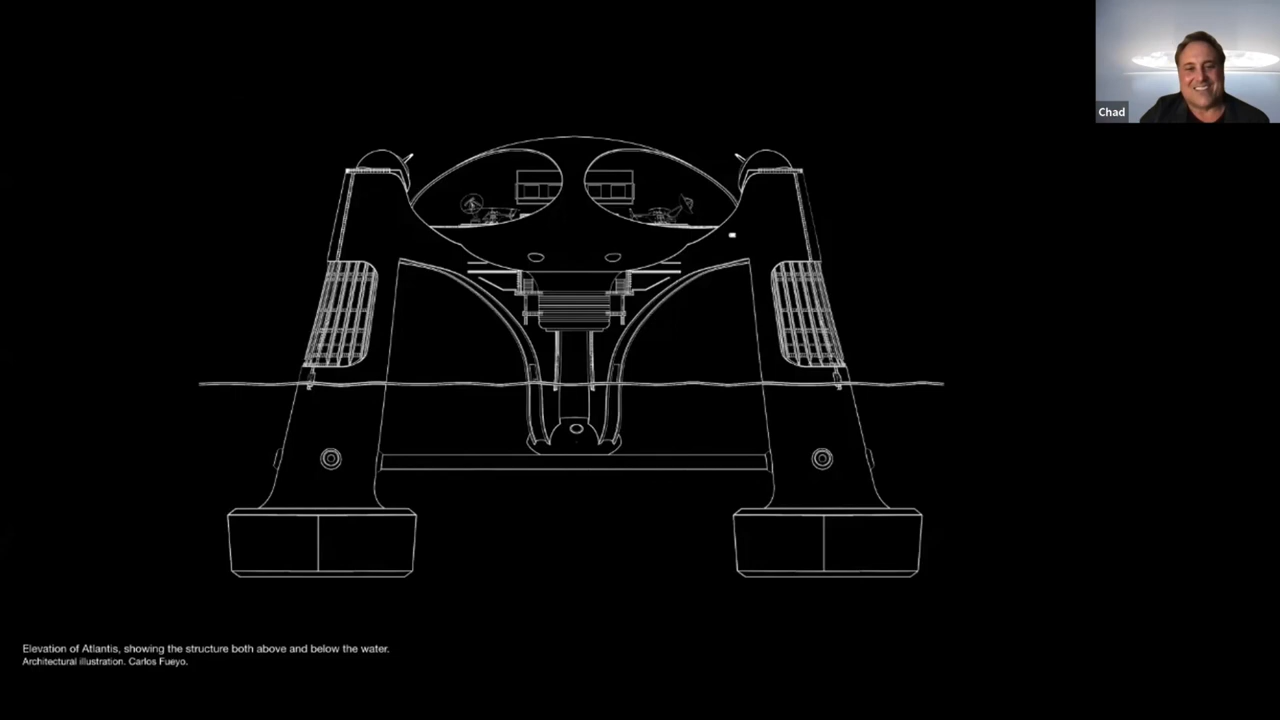 Chad
Elevation of Atlantis, showing the structure both above and below the water.
Architectural illustration. Carlos Fueyo.